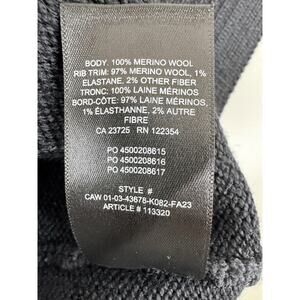 BODY: 100% MERINO WOOL
RIB TRIM: 97% MERINO WOOL, 1%
ELASTANE, 2% OTHER FIBER
TRONC: 100% LAINE MÉRINOS
BORD-CÔTE: 97% LAINE MÉRINOS,
1% ÉLASTHANNE, 2% AUTRE
FIBRE
CA 23725 RN 122354
PO 4500208615
PO 4500208616
PO 4500208617
STYLE #
CAW 01-03-43678-K082-FA23
ARTICLE # 113320